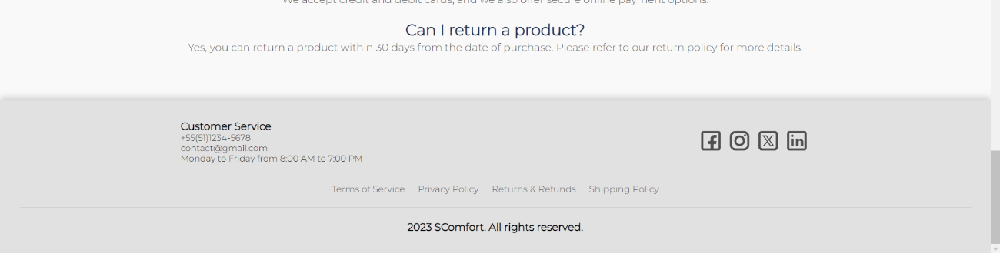 We accept credit and debit cards, and we also offer secure online payment options.
Can I return a product?
Yes, you can return a product within 30 days from the date of purchase. Please refer to our return policy for more details.
Customer Service
+55(51)1234-5678
contact@gmail.com
Monday to Friday from 8:00 AM to 7:00 PM
Terms of Service Privacy Policy Returns & Refunds Shipping Policy
2023 SComfort. All rights reserved.